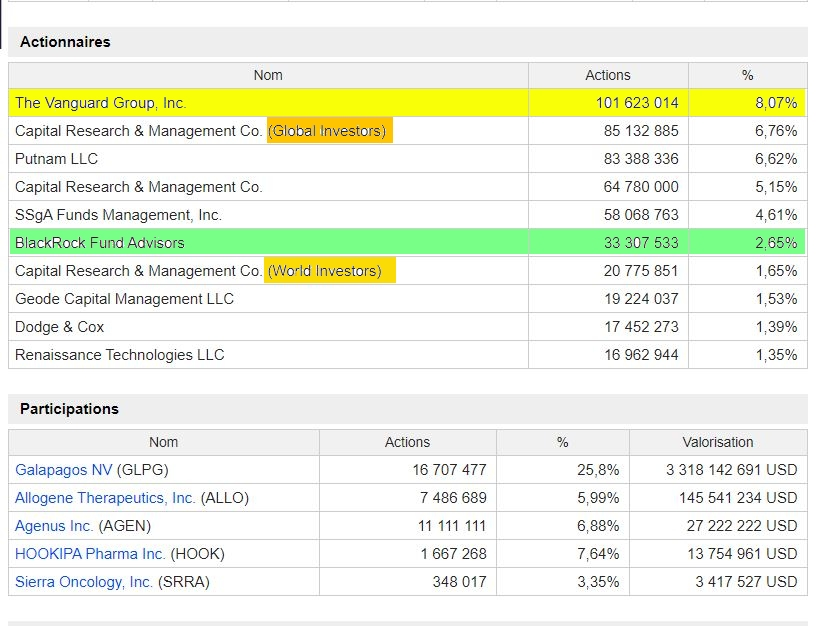 Actionnaires
Nom Actions %
The Vanguard Group, Inc. 101 623 014 8,07%
Capital Research & Management Co. (Global Investors) 85 132 885 6,76%
Putnam LLC 83 388 336 6,62%
Capital Research & Management Co. 64 780 000 5,15%
SSgA Funds Management, Inc. 58 068 763 4,61%
BlackRock Fund Advisors 33 307 533 2,65%
Capital Research & Management Co. (World Investors) 20 775 851 1,65%
Geode Capital Management LLC 19 224 037 1,53%
Dodge & Cox 17 452 273 1,39%
Renaissance Technologies LLC 16 962 944 1,35%
Participations
Nom Actions % Valorisation
Galapagos NV (GLPG) 16 707 477 25,8% 3 318 142 691 USD
Allogene Therapeutics, Inc. (ALLO) 7 486 689 5,99% 145 541 234 USD
Agenus Inc. (AGEN) 11 111 111 6,88% 27 222 222 USD
HOOKIPA Pharma Inc. (HOOK) 1 667 268 7,64% 13 754 961 USD
Sierra Oncology, Inc. (SRRA) 348 017 3,35% 3 417 527 USD